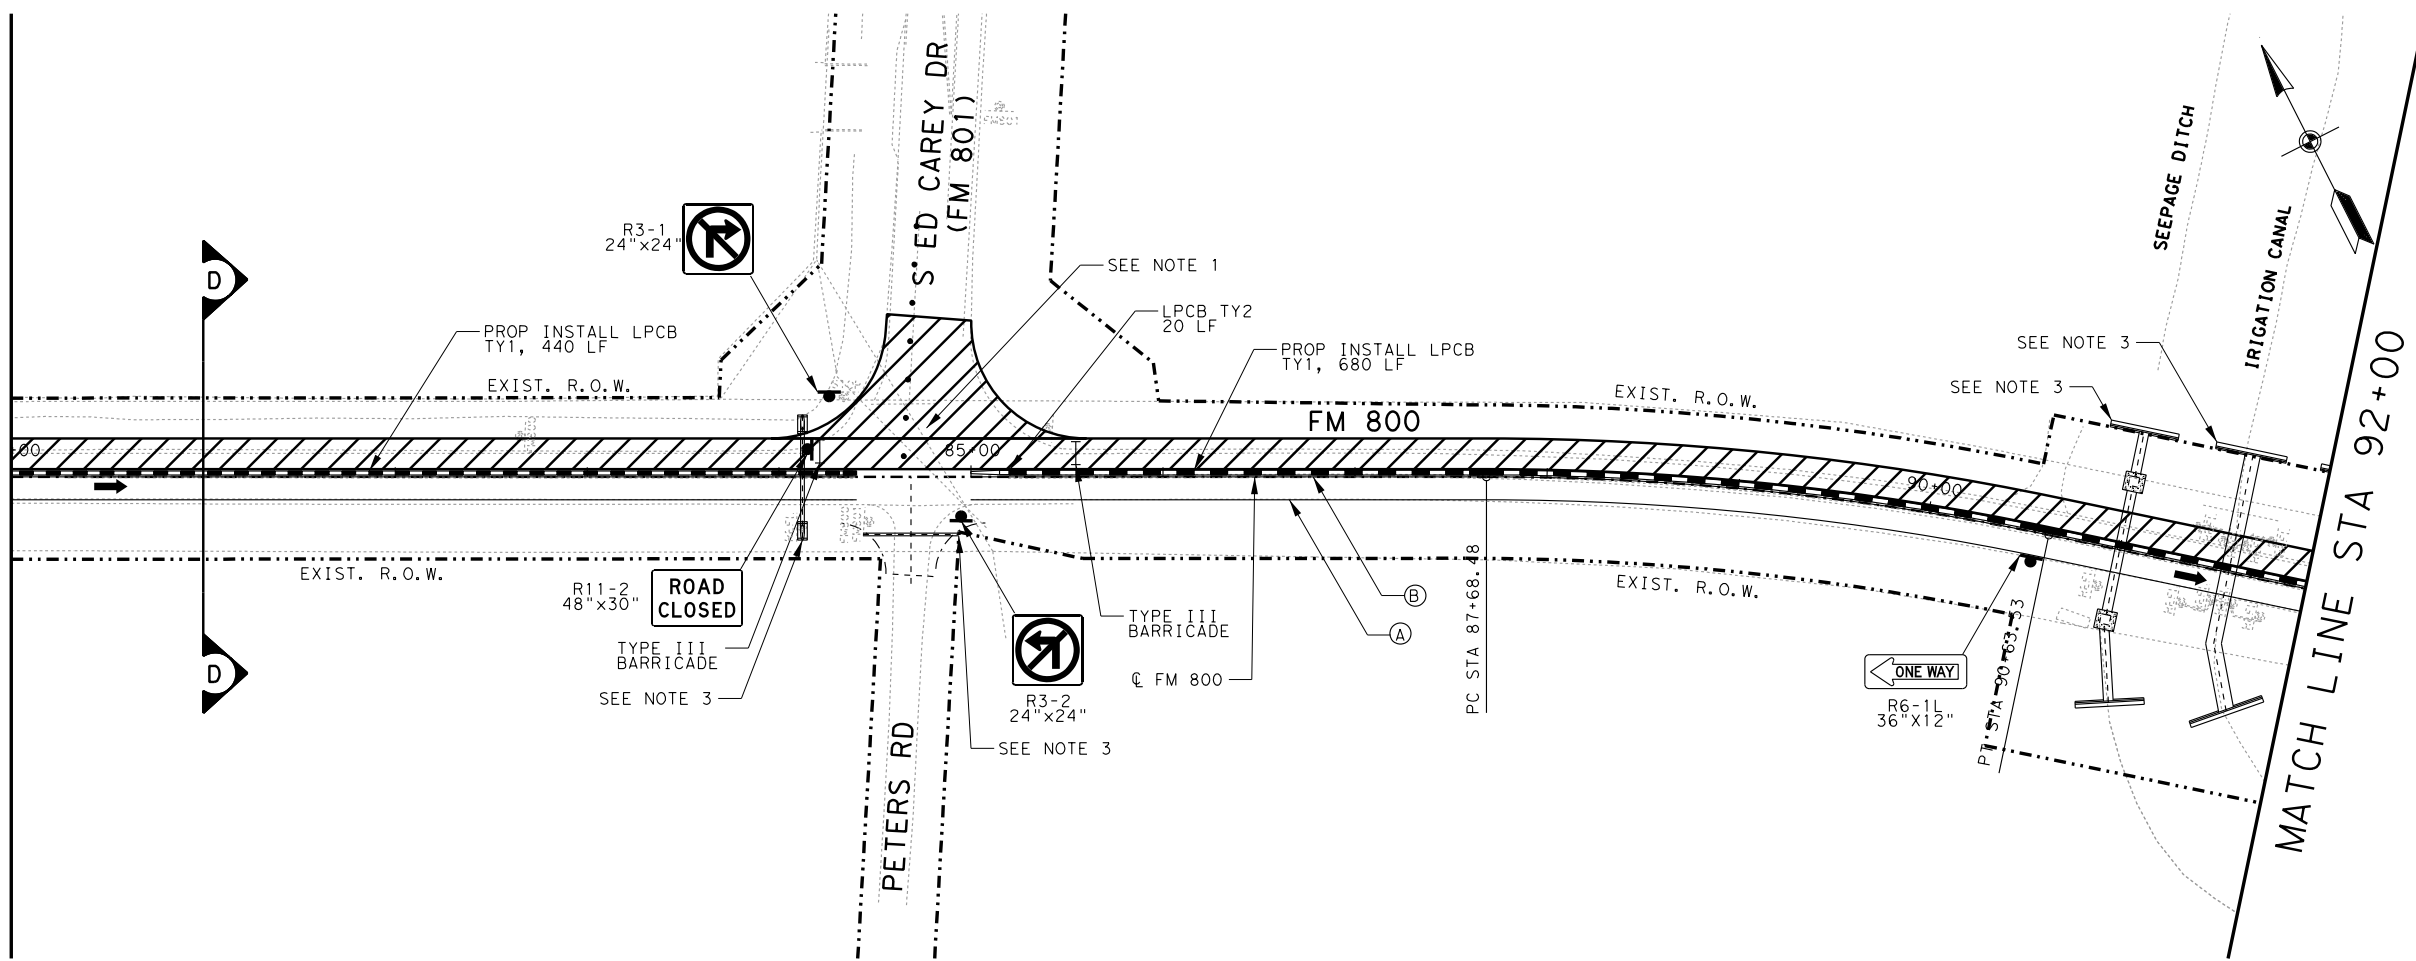 S ED CAREY DR
(FM 801)
SEEPAGE DITCH
IRIGATION CANAL
R3-1
24"x24"
D
SEE NOTE 1
LPCB TY2
20 LF
PROP INSTALL LPCB
TY1, 440 LF
PROP INSTALL LPCB
TY1, 680 LF
SEE NOTE 3
SEE NOTE 3
EXIST. R.O.W.
EXIST. R.O.W.
FM 800
+00
85+00
90+00
MATCH LINE STA 92+00
EXIST. R.O.W.
EXIST. R.O.W.
R11-2
48"x30"
ROAD
CLOSED
TYPE III
BARRICADE
SEE NOTE 3
D
R3-2
24"x24"
SEE NOTE 3
TYPE III
BARRICADE
℄ FM 800
B
A
PC STA 87+68.48
PT STA 90+63.53
ONE WAY
R6-1L
36"X12"
PETERS RD